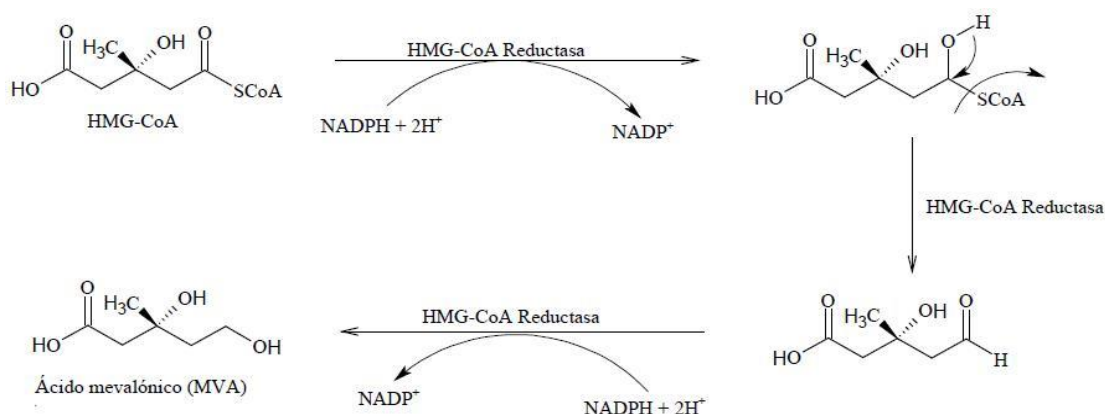 O
H₃C
OH
O
HO
SCoA
HMG-CoA
HMG-CoA Reductasa
NADPH + 2H⁺
NADP⁺
O
H₃C
OH
O
H
HO
SCoA
HMG-CoA Reductasa
O
H₃C
OH
O
HO
H
HMG-CoA Reductasa
NADP⁺
NADPH + 2H⁺
O
H₃C
OH
HO
OH
Ácido mevalónico (MVA)